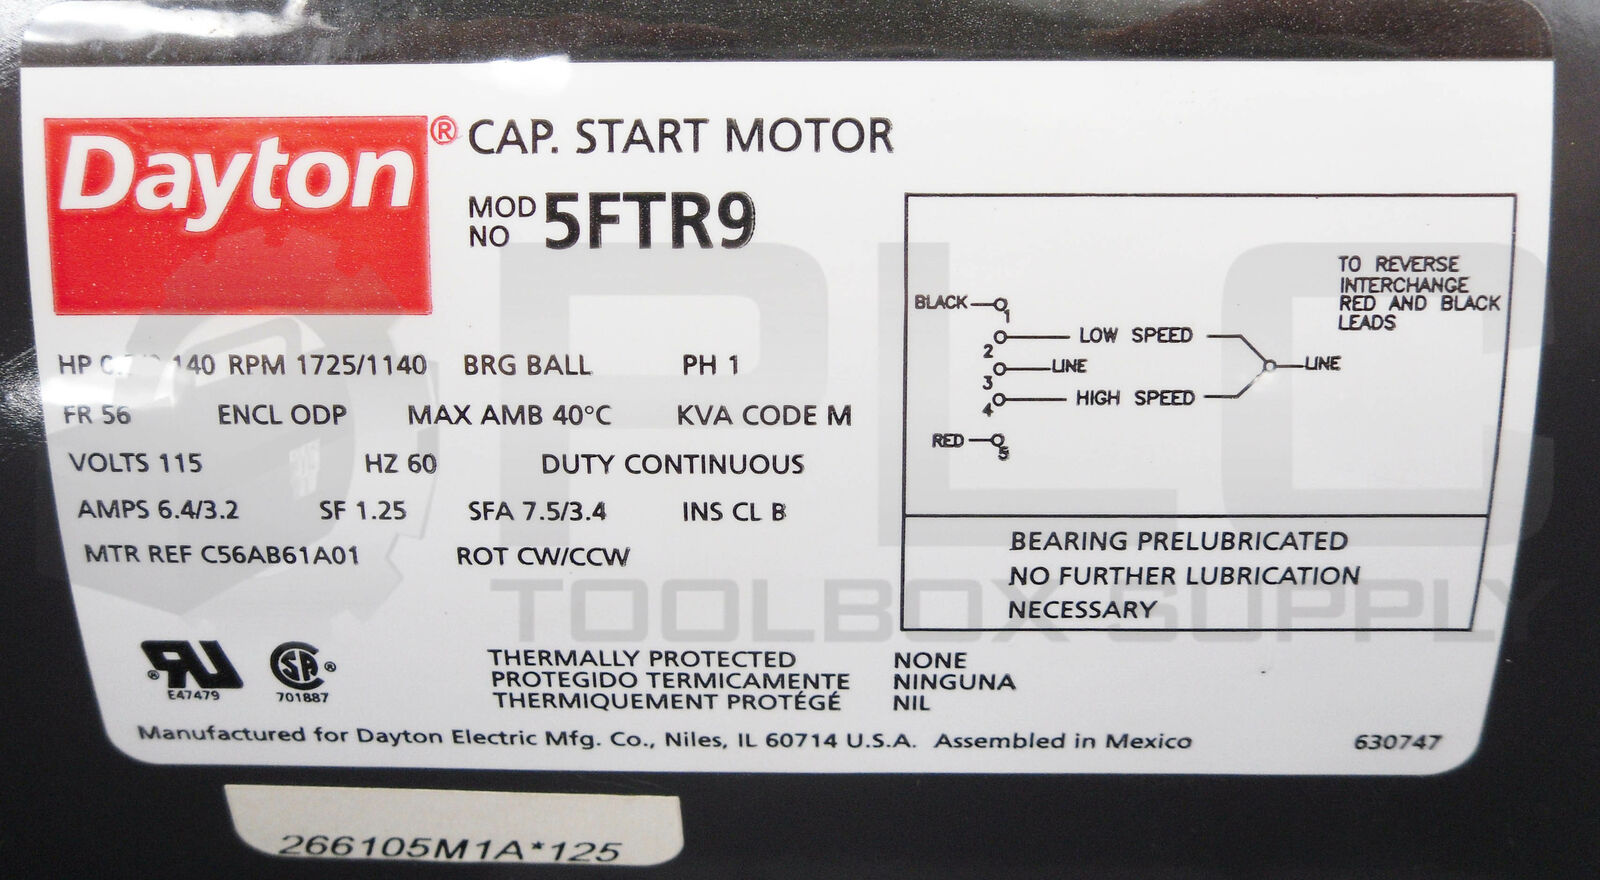 Dayton® CAP. START MOTOR
MOD NO 5FTR9
HP 140 RPM 1725/1140 BRG BALL PH 1
FR 56 ENCL ODP MAX AMB 40°C KVA CODE M
VOLTS 115 HZ 60 DUTY CONTINUOUS
AMPS 6.4/3.2 SF 1.25 SFA 7.5/3.4 INS CL B
MTR REF C56AB61A01 ROT CW/CCW
TO REVERSE
INTERCHANGE
RED AND BLACK
LEADS
BLACK 1
2 LOW SPEED
3 LINE LINE
4 HIGH SPEED
RED 5
BEARING PRELUBRICATED
NO FURTHER LUBRICATION
NECESSARY
PLC
TOOLBOX SUPPLY
® E47479
SA ® 701887
THERMALLY PROTECTED NONE
PROTEGIDO TERMICAMENTE NINGUNA
THERMIQUEMENT PROTÉGÉ NIL
Manufactured for Dayton Electric Mfg. Co., Niles, IL 60714 U.S.A. Assembled in Mexico 630747
266105M1A*125